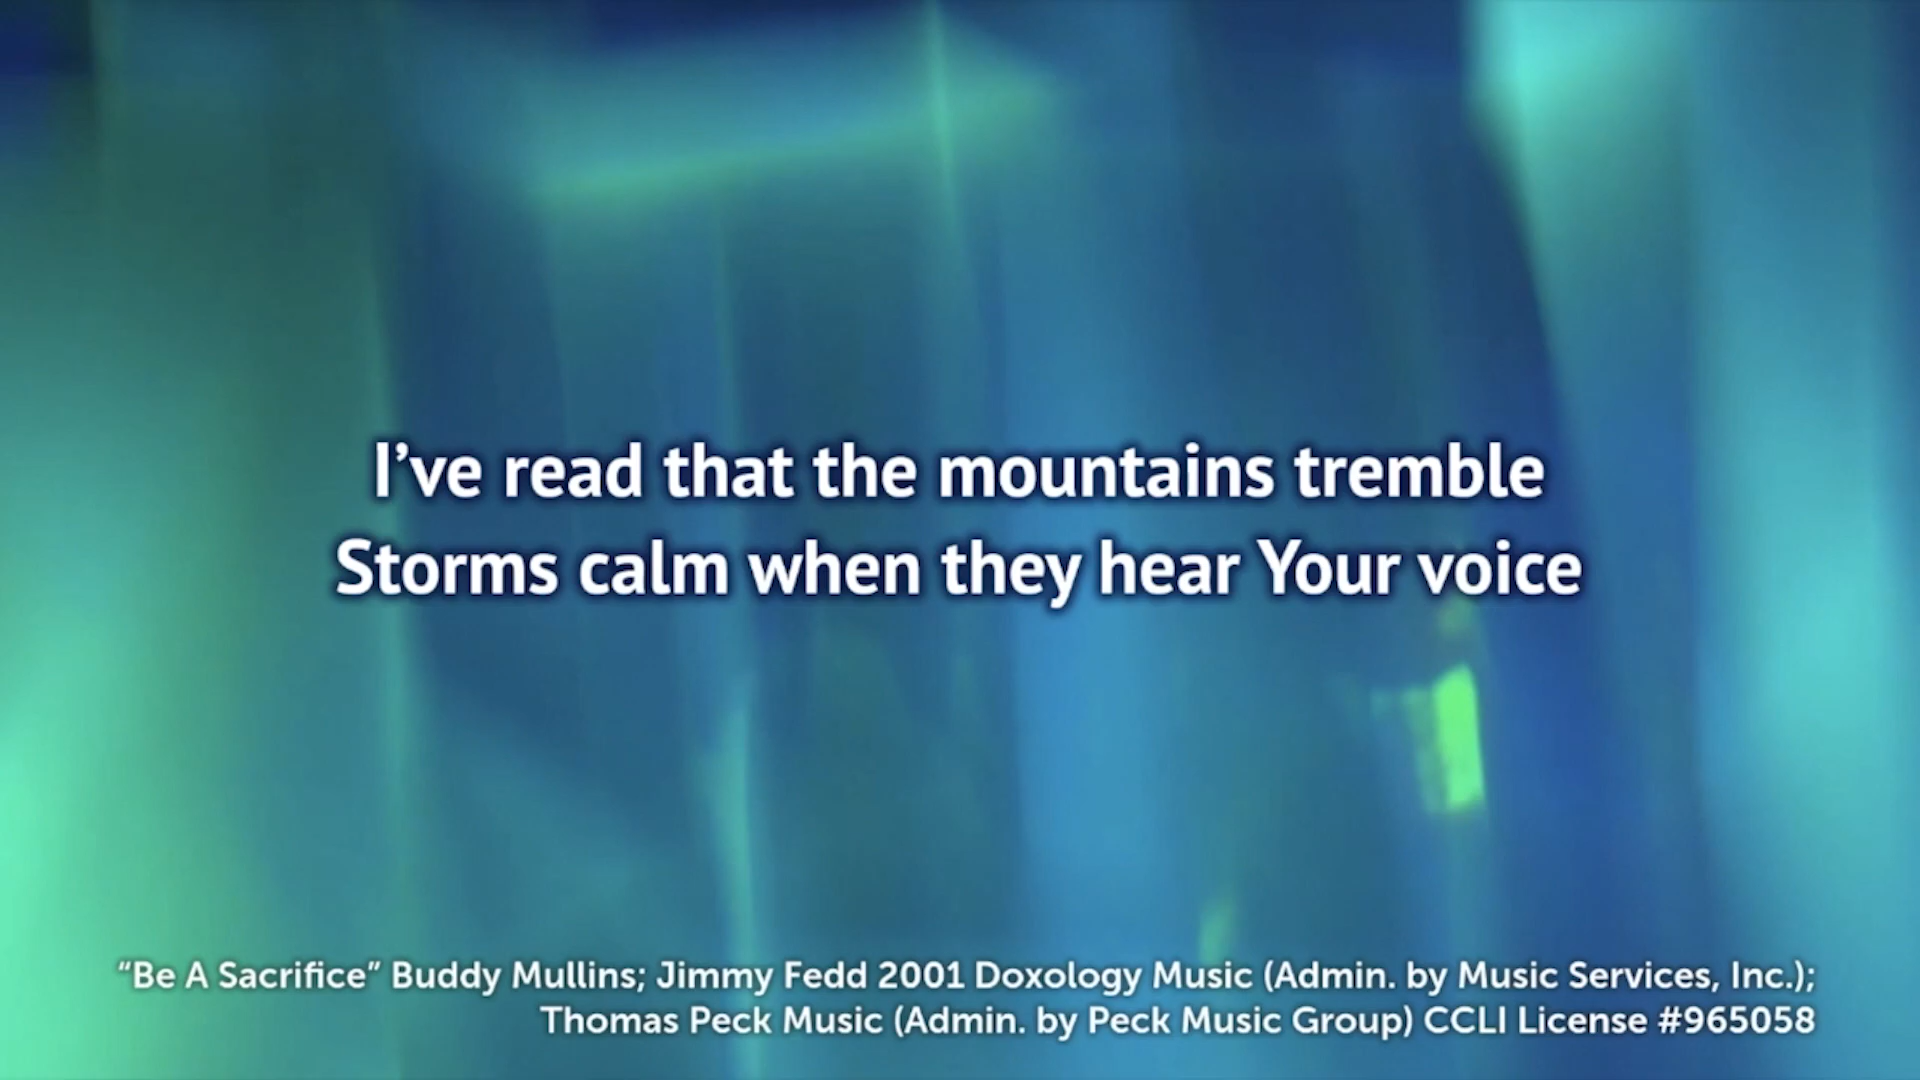 I’ve read that the mountains tremble
Storms calm when they hear Your voice
“Be A Sacrifice” Buddy Mullins; Jimmy Fedd 2001 Doxology Music (Admin. by Music Services, Inc.);
Thomas Peck Music (Admin. by Peck Music Group) CCLI License #965058